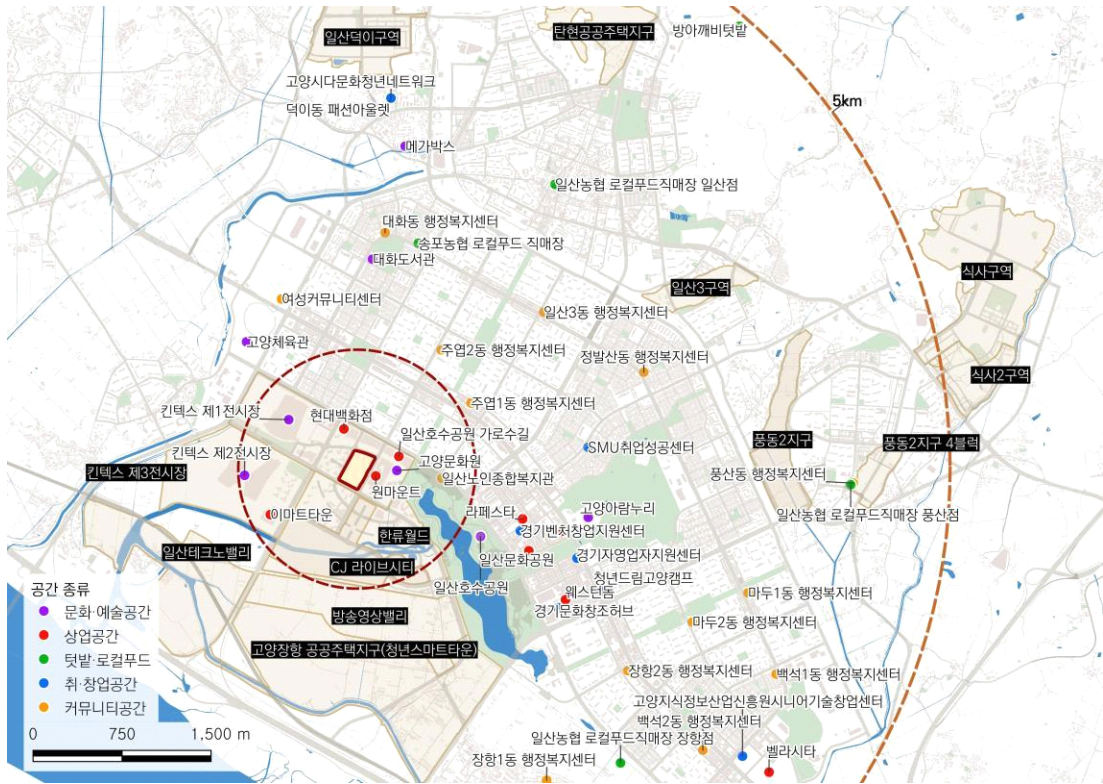 일산덕이구역
탄현공공주택지구
방아깨비텃밭
고양시다문화청년네트워크
덕이동 패션아울렛
5km
메가박스
일산농협 로컬푸드직매장 일산점
대화동 행정복지센터
송포농협 로컬푸드 직매장
대화도서관
식사구역
일산3구역
여성커뮤니티센터
일산3동 행정복지센터
고양체육관
주엽2동 행정복지센터
정발산동 행정복지센터
식사2구역
킨텍스 제1전시장
현대백화점
주엽1동 행정복지센터
일산호수공원 가로수길
풍동2지구
풍동2지구 4블럭
SMU취업성공센터
킨텍스 제2전시장
고양문화원
킨텍스 제3전시장
일산노인종합복지관
풍산동 행정복지센터
원마운트
이마트타운
라페스타
고양아람누리
일산농협 로컬푸드직매장 풍산점
한류월드
경기벤처창업지원센터
일산테크노밸리
일산문화공원
경기자영업자지원센터
CJ 라이브시티
청년드림고양캠프
일산호수공원
웨스턴돔
마두1동 행정복지센터
공간 종류
방송영상밸리
경기문화창조허브
문화·예술공간
마두2동 행정복지센터
상업공간
고양장항 공공주택지구(청년스마트타운)
텃밭·로컬푸드
장항2동 행정복지센터
백석1동 행정복지센터
취·창업공간
고양지식정보산업신흥원시니어기술창업센터
커뮤니티공간
백석2동 행정복지센터
0 750 1,500 m
일산농협 로컬푸드직매장 장항점
벨라시타
장항1동 행정복지센터